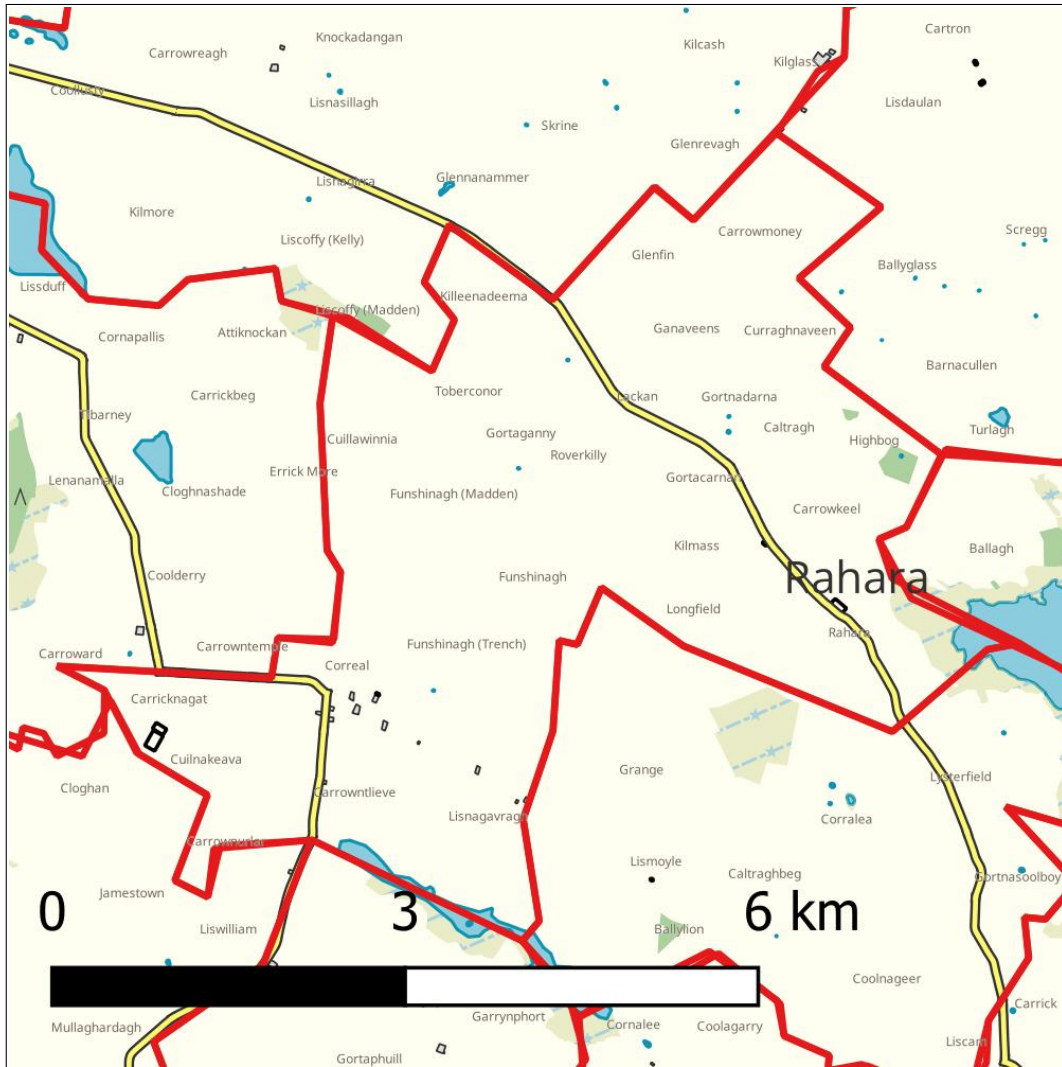 Cartron
Knockadangan
Kilcash
Carrowreagh
Kilglass
Coollusty
Lisnasillagh
Lisdaulan
Skrine
Glenrevagh
Lisnagirra
Glennanammer
Kilmore
Carrowmoney
Scregg
Liscoffy (Kelly)
Glenfin
Ballyglass
Lissduff
Killeenadeema
Liscoffy (Madden)
Cornapallis
Attiknockan
Ganaveens
Curraghnaveen
Barnacullen
Carrickbeg
Toberconor
Lackan
Gortnadarna
Tibarney
Cuillawinnia
Gortaganny
Caltragh
Highbog
Turlagh
Roverkilly
Errick More
Lenanamalla
Cloghnashade
Funshinagh (Madden)
Gortacarnan
Carrowkeel
Kilmass
Ballagh
Coolderry
Funshinagh
Rahara
Longfield
Rahara
Carrowntemple
Funshinagh (Trench)
Carroward
Correal
Carricknagat
Cuilnakeava
Grange
Lysterfield
Cloghan
Carrowntlieve
Lisnagavragh
Corralea
Carrownurlar
Lismoyle
Caltraghbeg
Gortnasoolboy
Jamestown
0 3 6 km
Liswilliam
Ballylion
Coolnageer
Carrick
Mullaghardagh
Garrynphort
Cornalee
Coolagarry
Liscam
Gortaphuill